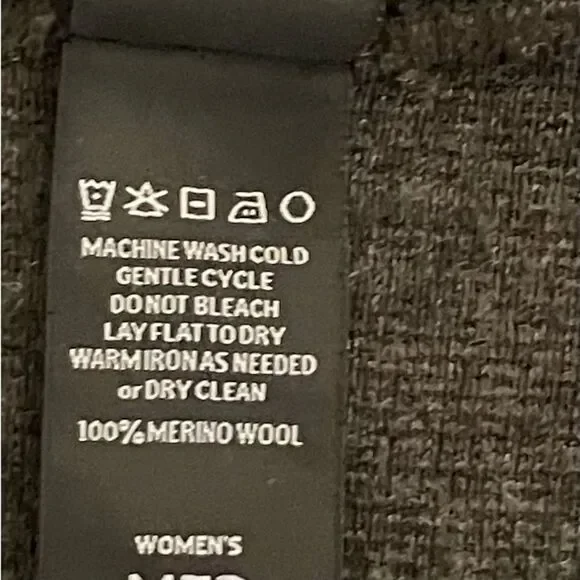 MACHINE WASH COLD
GENTLE CYCLE
DO NOT BLEACH
LAY FLAT TO DRY
WARM IRON AS NEEDED
or DRY CLEAN
100% MERINO WOOL
WOMEN'S